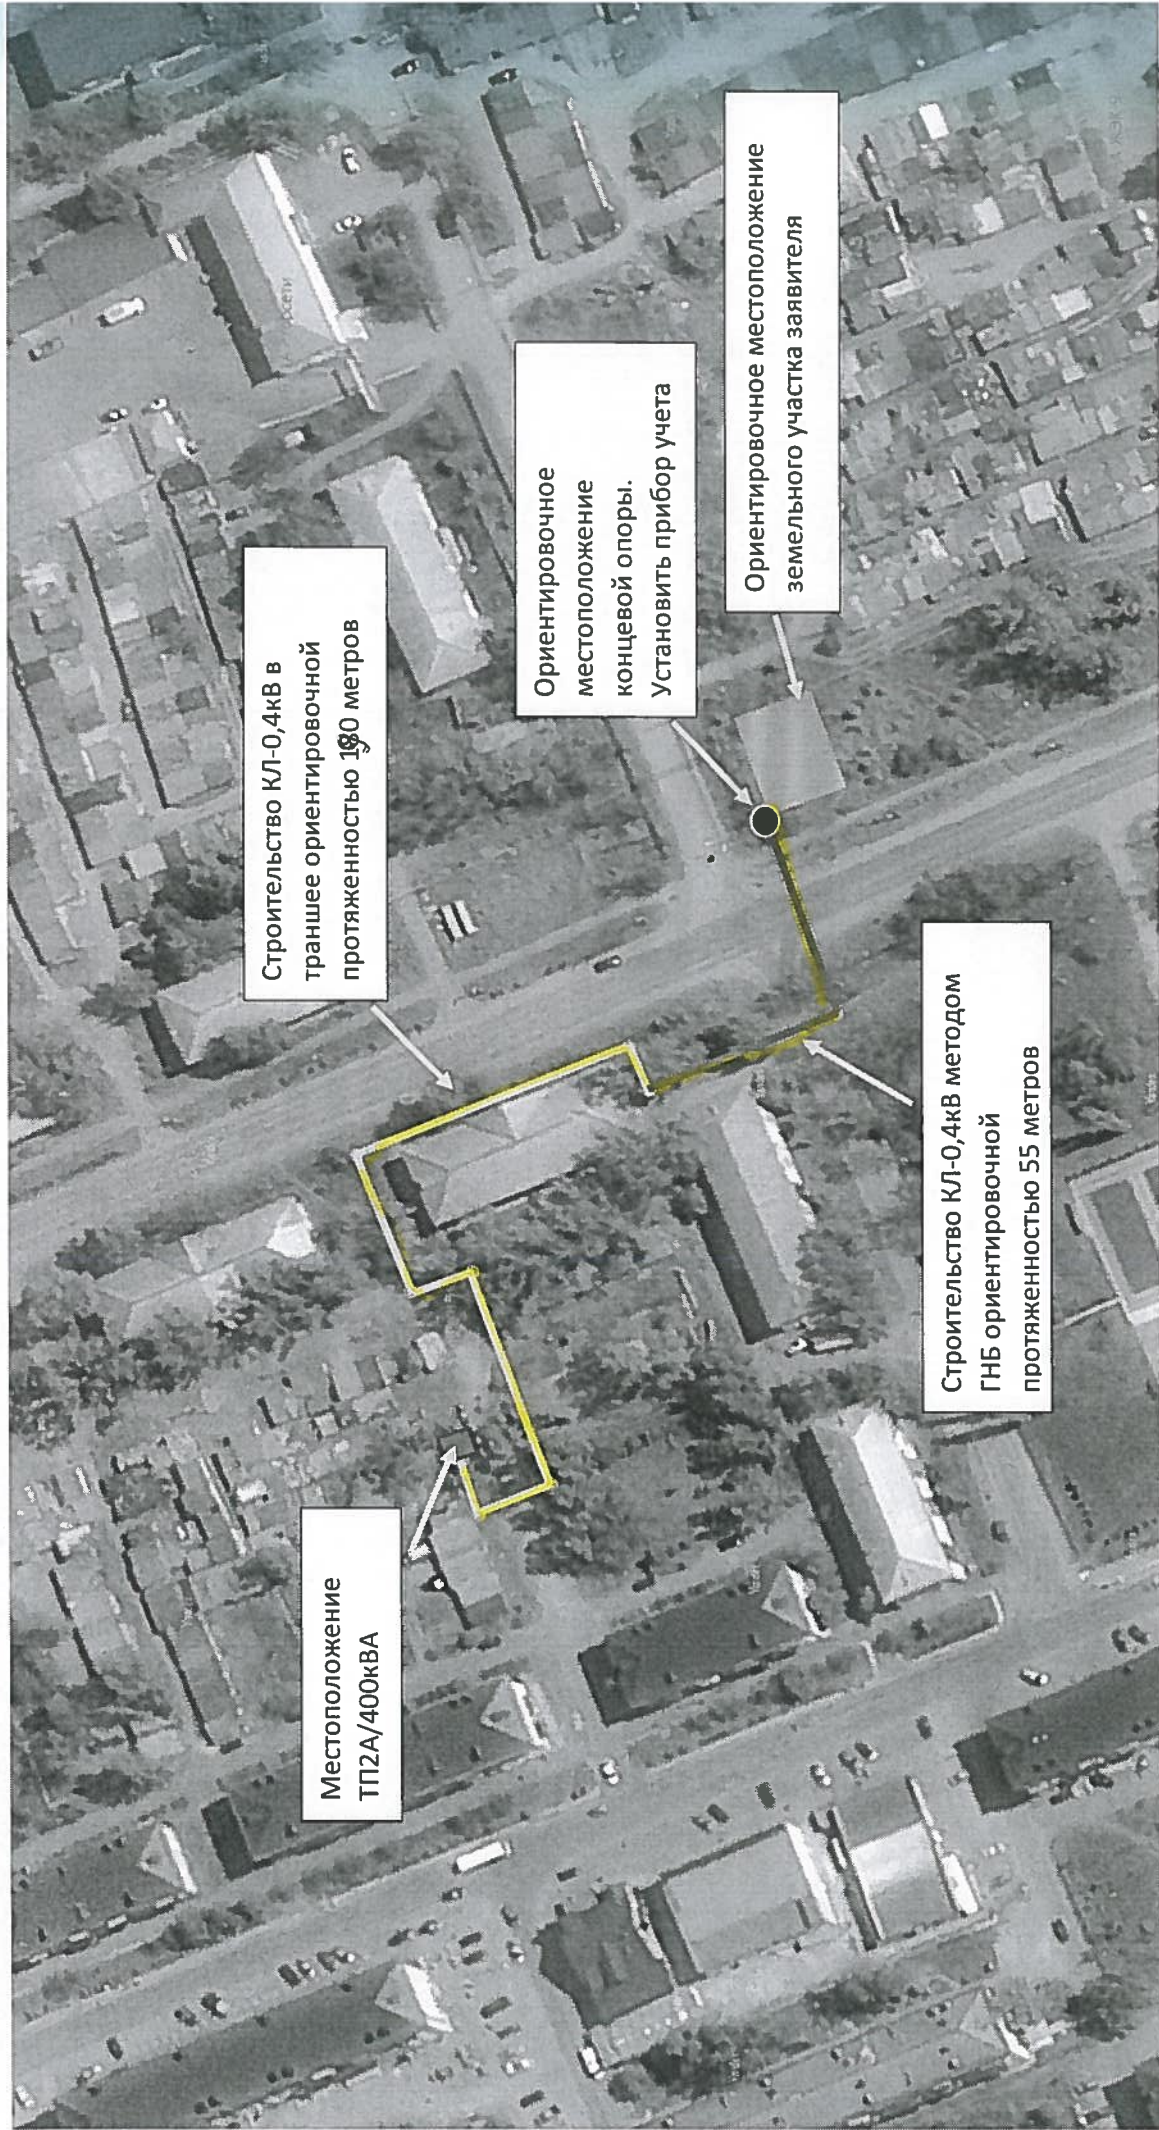 Строительство КЛ-0,4кВ в
траншее ориентировочной
протяженностью метров
Местоположение
ТП2А/400кВА
Ориентировочное
местоположение
концевой опоры.
Установить прибор учета
Ориентировочное местоположение
земельного участка заявителя
Строительство КЛ-0,4кВ методом
ГНБ ориентировочной
протяженностью 55 метров